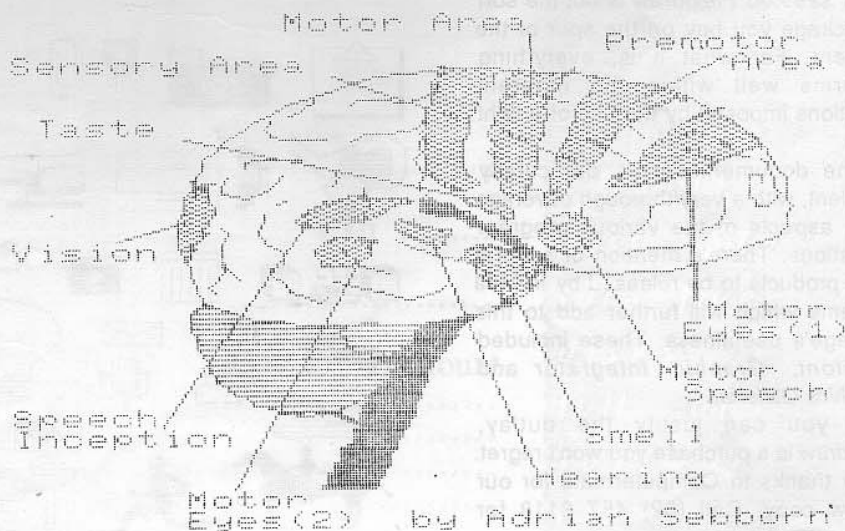 Motor Area
Premotor
Area
Sensory Area
Taste
Vision
Motor
Eyes(1)
Motor
Speech
Speech
Inception
Smell
Hearing
Motor
Eyes(2)
by Adrian Sebborn